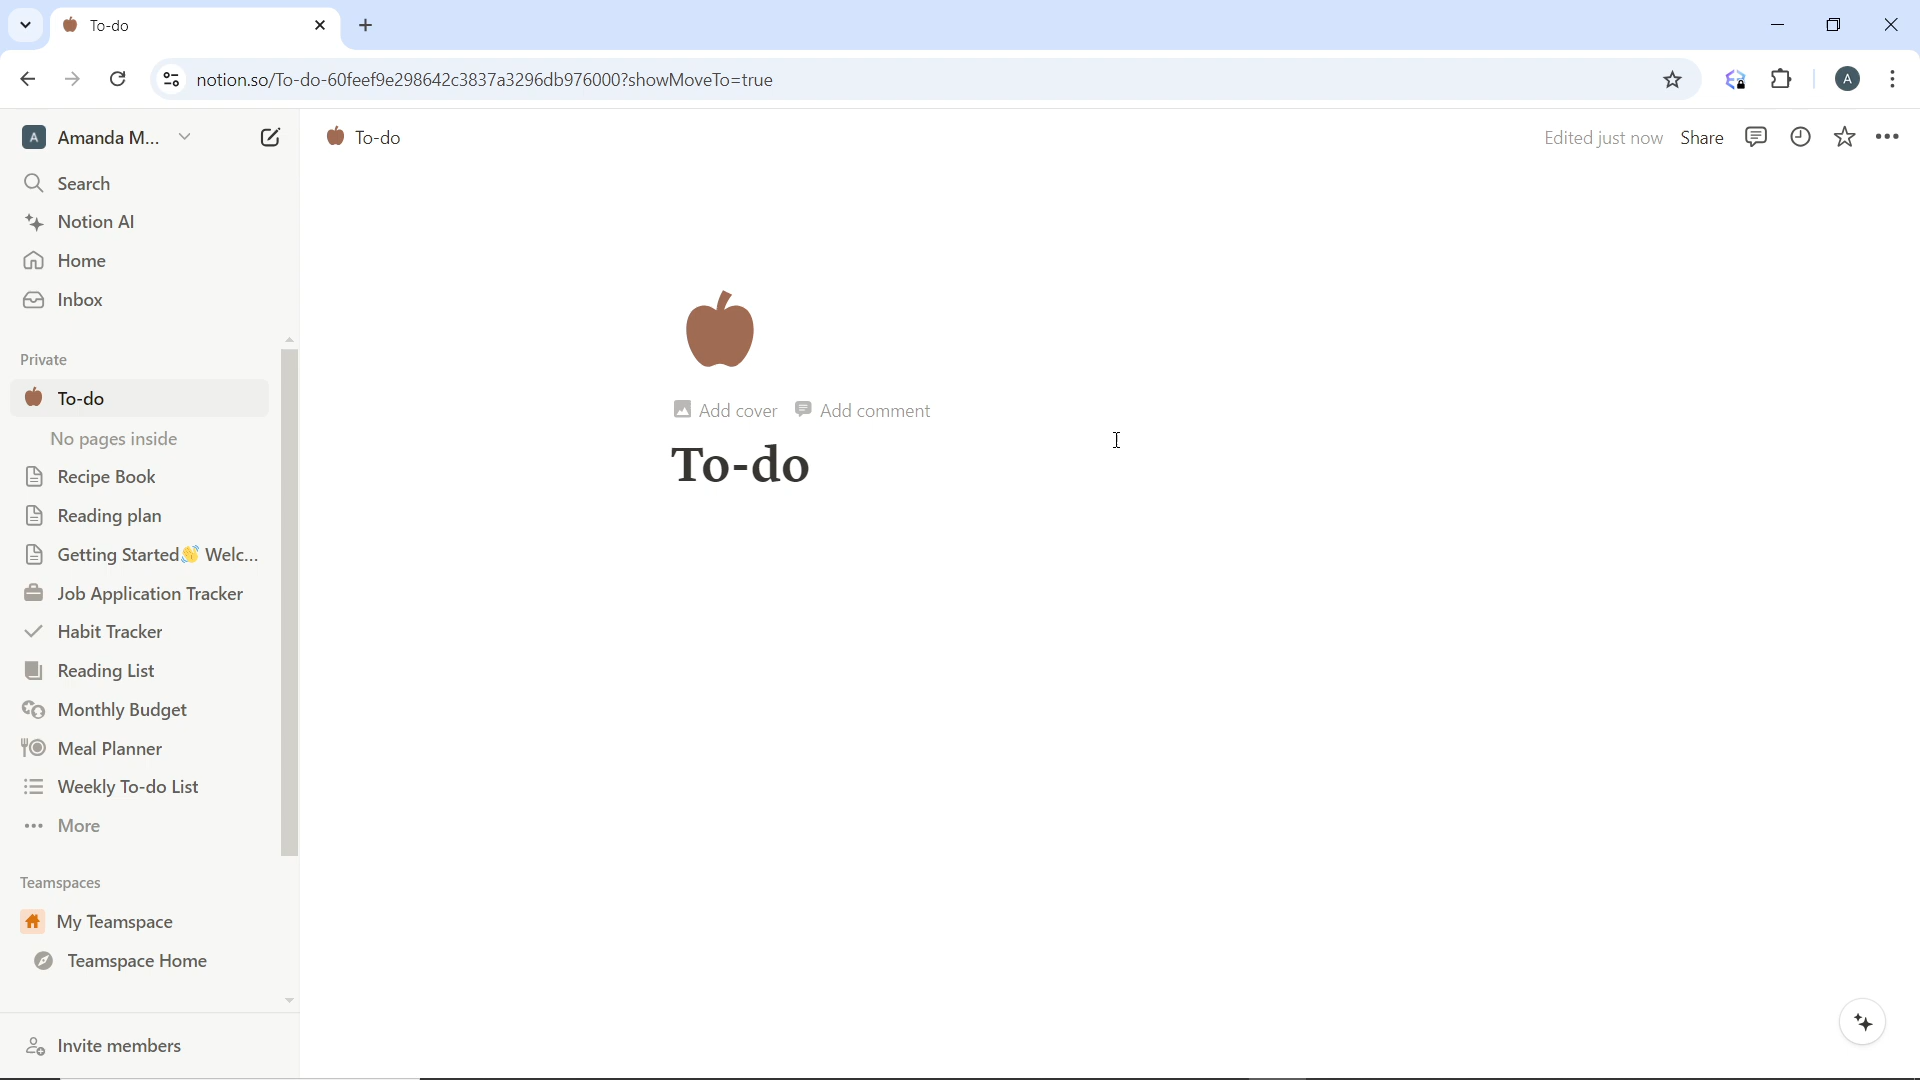 To-do
notion.so/To-do-60feef9e298642c3837a3296db976000?showMoveTo=true
A
A Amanda M...
To-do
Edited just now Share
Search
Notion AI
Home
Inbox
Private
To-do
No pages inside
Recipe Book
Reading plan
Getting Started👋 Welc...
Job Application Tracker
Habit Tracker
Reading List
Monthly Budget
Meal Planner
Weekly To-do List
More
Teamspaces
My Teamspace
Teamspace Home
Invite members
Add cover Add comment
To-do